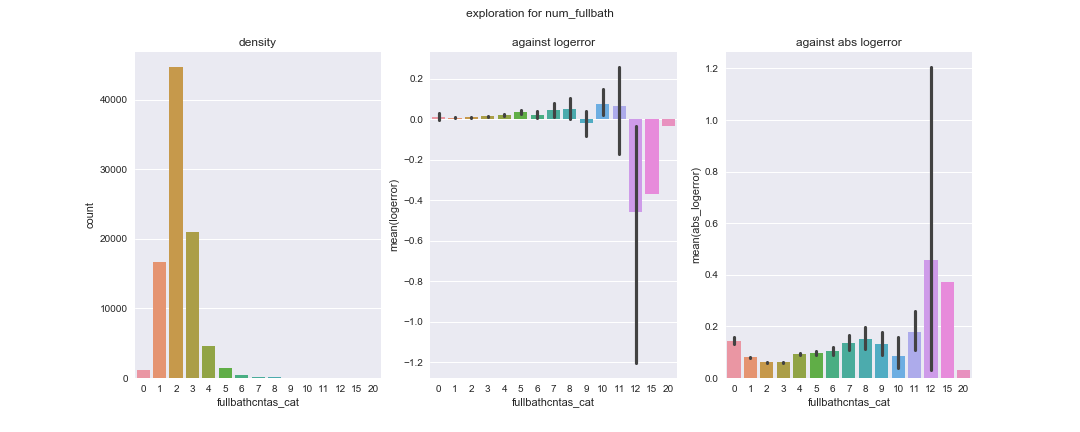 exploration for num_fullbath
density
count
40000
30000
20000
10000
0
0 1 2 3 4 5 6 7 8 9 10 11 12 15 20
fullbathcntas_cat
against logerror
mean(logerror)
0.2
0.0
−0.2
−0.4
−0.6
−0.8
−1.0
−1.2
0 1 2 3 4 5 6 7 8 9 10 11 12 15 20
fullbathcntas_cat
against abs logerror
mean(abs_logerror)
1.2
1.0
0.8
0.6
0.4
0.2
0.0
0 1 2 3 4 5 6 7 8 9 10 11 12 15 20
fullbathcntas_cat